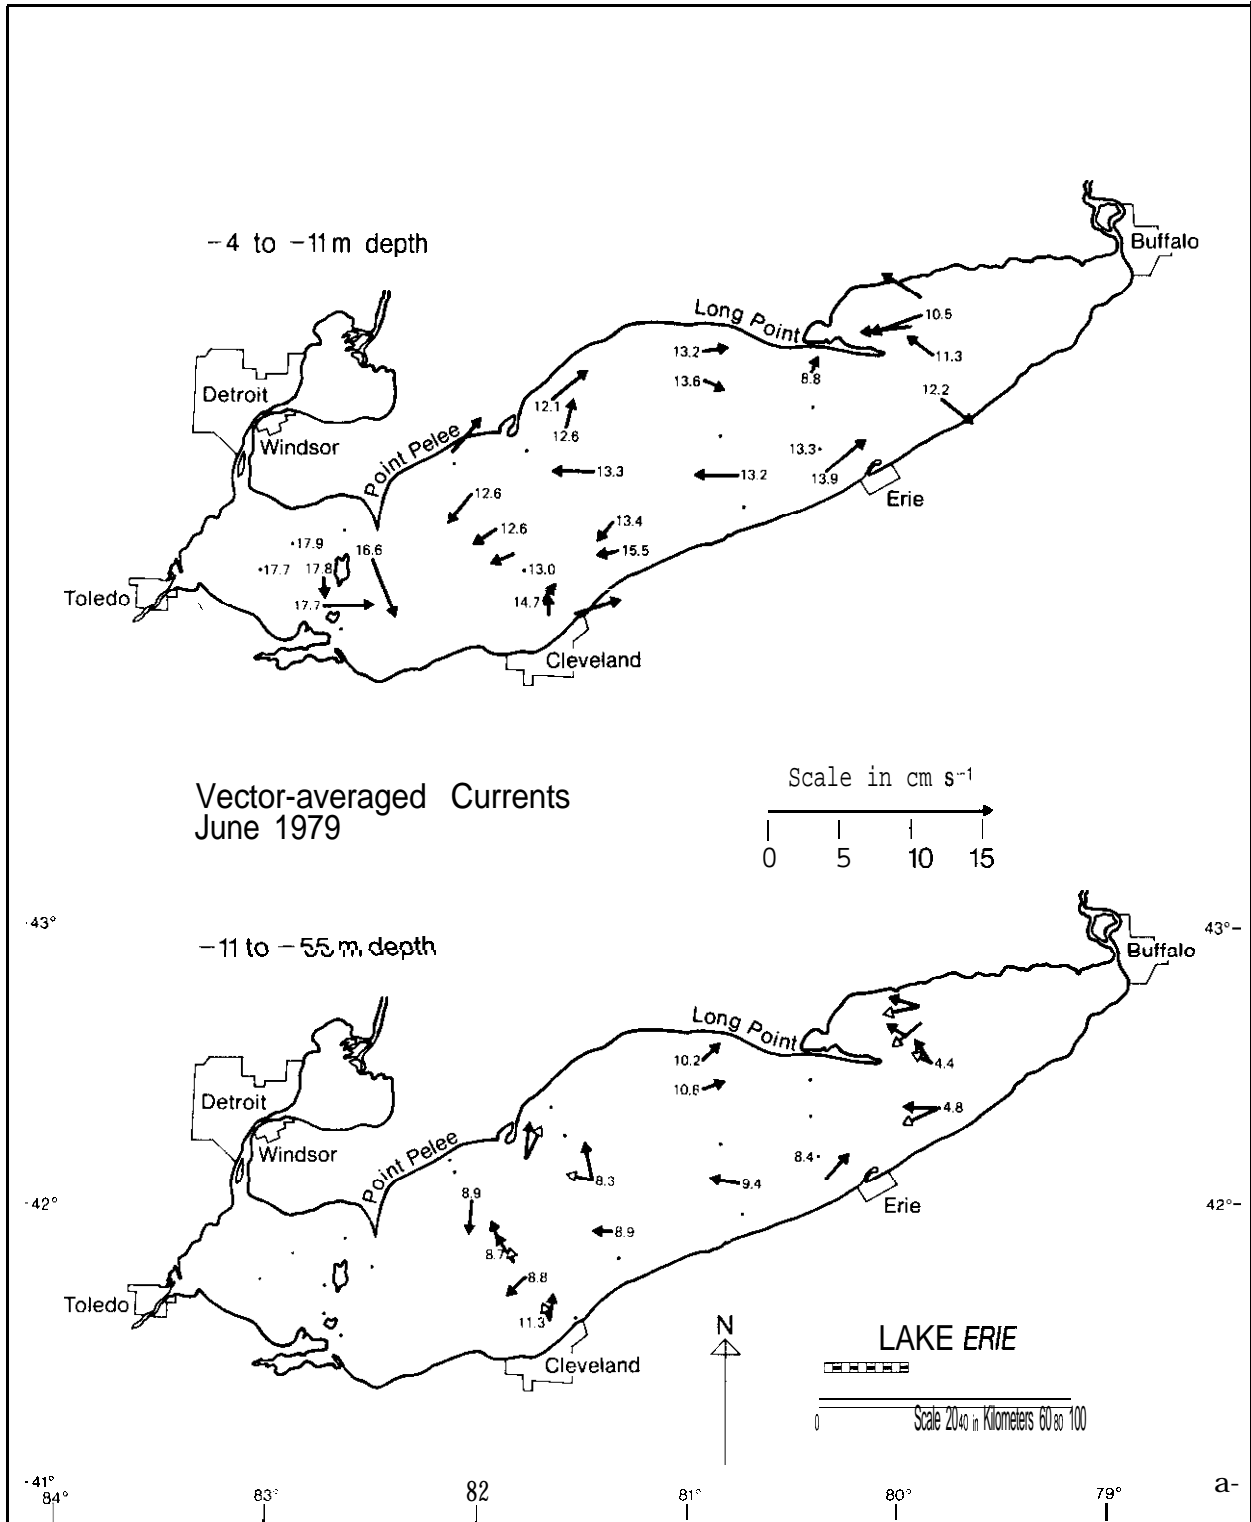 −4 to −11 m depth
Buffalo
Long Point
10.5
11.3
13.2
13.6
8.8
12.2
Detroit
Windsor
12.1
12.6
Point Pelee
13.3
13.3
13.2
13.9
Erie
12.6
12.6
13.4
15.5
17.9
16.6
17.7
17.8
13.0
Toledo
17.7
14.7
Cleveland
Vector-averaged Currents
June 1979
Scale in cm s⁻¹
0 5 10 15
43°
43°
−11 to −55 m depth
Buffalo
Long Point
10.2
4.4
10.6
4.8
Detroit
Windsor
Point Pelee
8.4
8.3
9.4
8.9
42°
42°
Erie
8.9
8.7
8.8
11.3
Toledo
Cleveland
N
LAKE ERIE
0
Scale 20 40 in Kilometers 60 80 100
41°
a-
84° 83° 82 81° 80° 79°